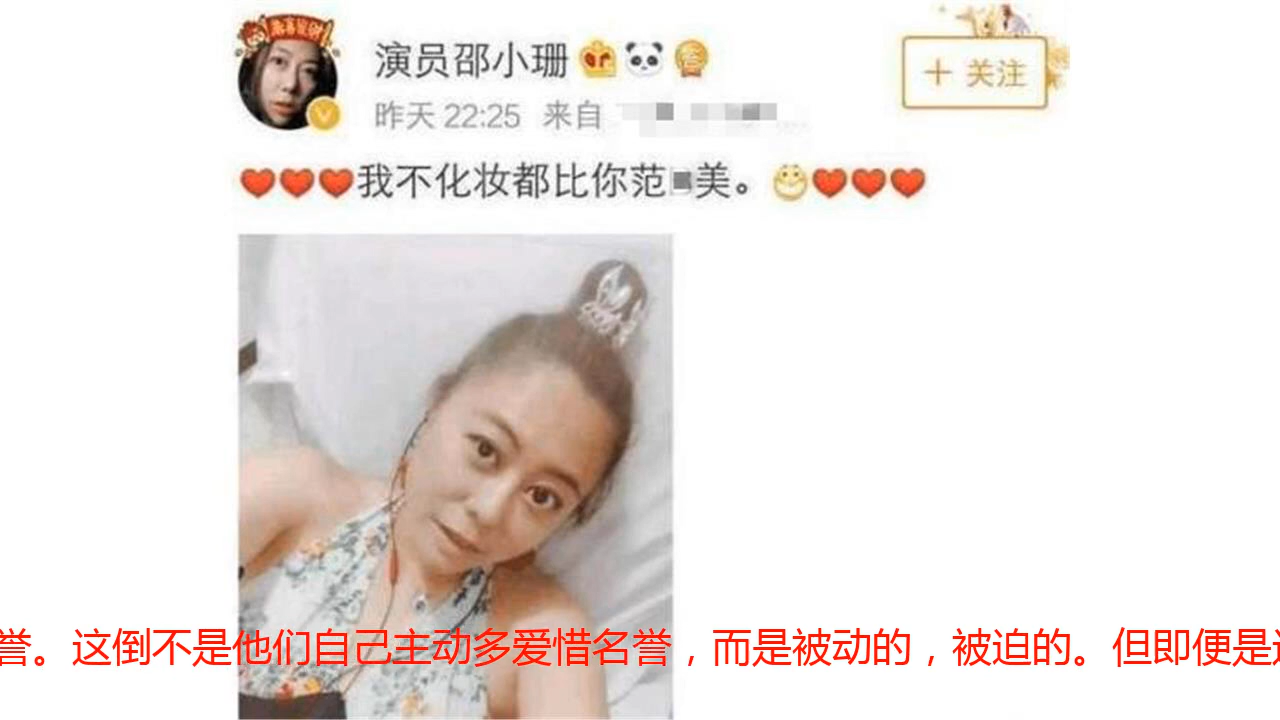 演员邵小珊
+ 关注
昨天 22:25 来自
我不化妆都比你范美。
誉。这倒不是他们自己主动多爱惜名誉，而是被动的，被迫的。但即便是